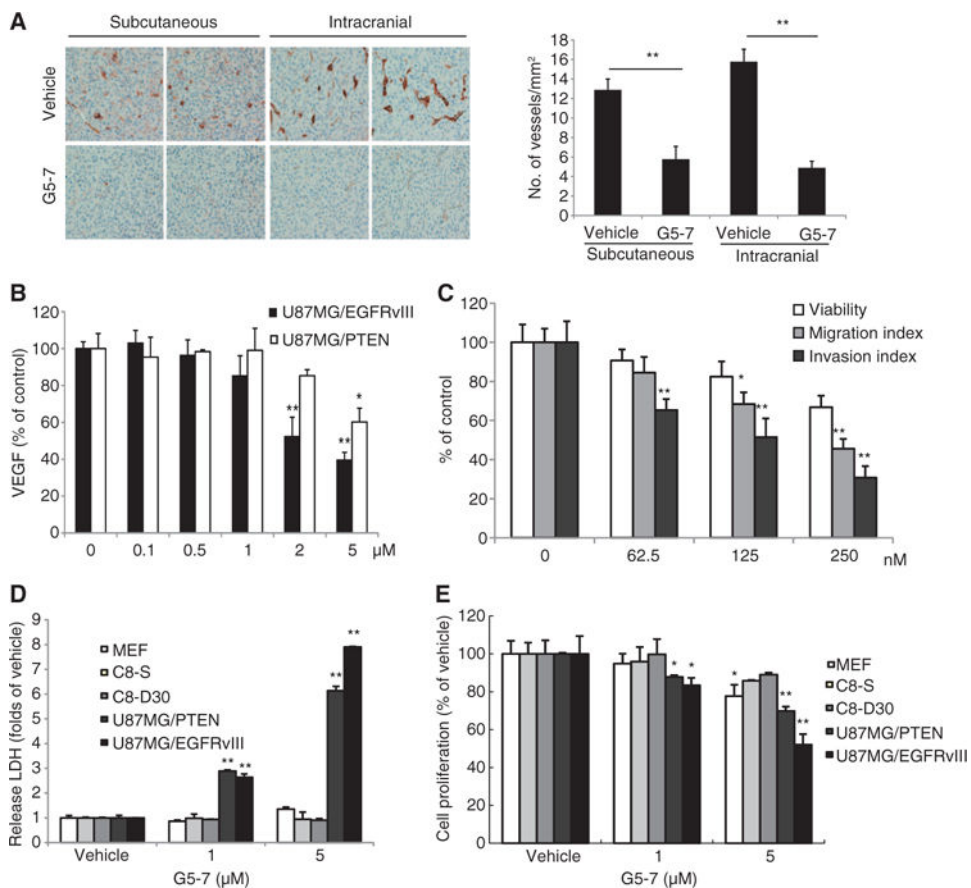 A
Subcutaneous
Intracranial
Vehicle
G5-7
No. of vessels/mm²
18
16
14
12
10
8
6
4
2
0
**
**
Vehicle G5-7 Vehicle G5-7
Subcutaneous Intracranial
B
VEGF (% of control)
120
100
80
60
40
20
0
U87MG/EGFRvIII
U87MG/PTEN
**
**
*
0 0.1 0.5 1 2 5 μM
C
% of control
120
100
80
60
40
20
0
Viability
Migration index
Invasion index
**
*
**
**
**
0 62.5 125 250 nM
D
Release LDH (folds of vehicle)
9
8
7
6
5
4
3
2
1
0
MEF
C8-S
C8-D30
U87MG/PTEN
U87MG/EGFRvIII
** **
**
**
Vehicle 1 5
G5-7 (μM)
E
Cell proliferation (% of vehicle)
120
100
80
60
40
80
0
* *
*
**
**
MEF
C8-S
C8-D30
U87MG/PTEN
U87MG/EGFRvIII
Vehicle 1 5
G5-7 (μM)